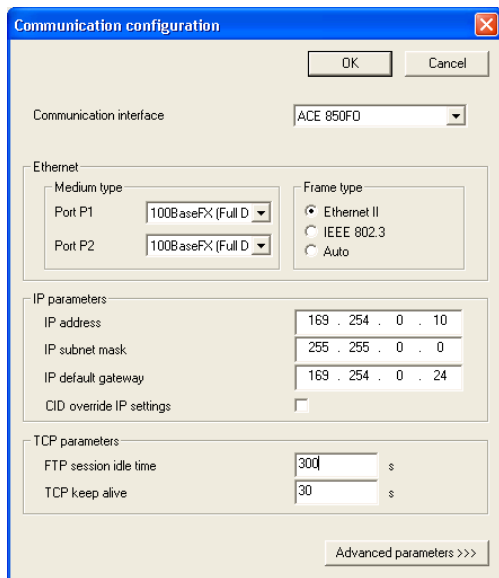 Communication configuration
OK
Cancel
Communication interface
ACE 850FO
Ethernet
Medium type
Port P1
100BaseFX (Full D
Port P2
100BaseFX (Full D
Frame type
Ethernet II
IEEE 802.3
Auto
IP parameters
IP address
169 . 254 . 0 . 10
IP subnet mask
255 . 255 . 0 . 0
IP default gateway
169 . 254 . 0 . 24
CID override IP settings
TCP parameters
FTP session idle time
300
s
TCP keep alive
30
s
Advanced parameters >>>